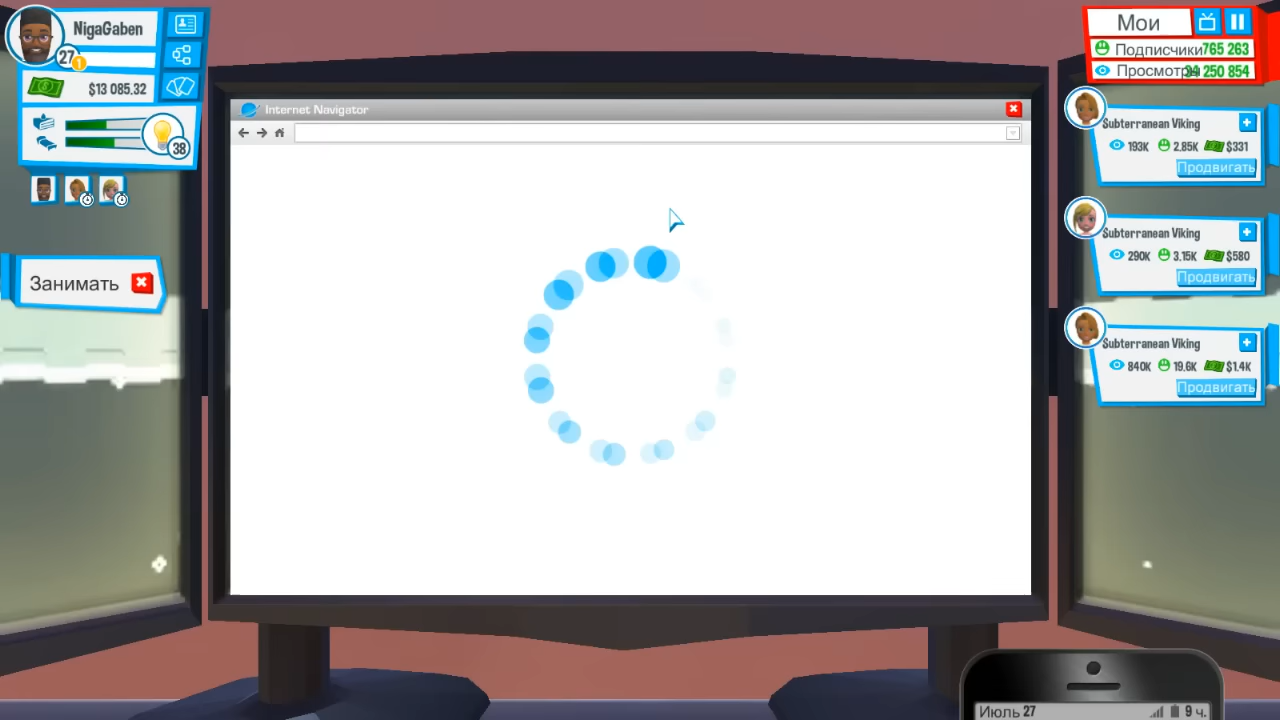 NigaGaben
27
1
$13 085.32
38
Занимать
Internet Navigator
Мои
Подписчики 765 263
Просмотры 250 854
Subterranean Viking
193K 2.85K $331
Продвигать
Subterranean Viking
290K 3.15K $580
Продвигать
Subterranean Viking
840K 19.6K $1.4K
Продвигать
Июль 27 9 ч.